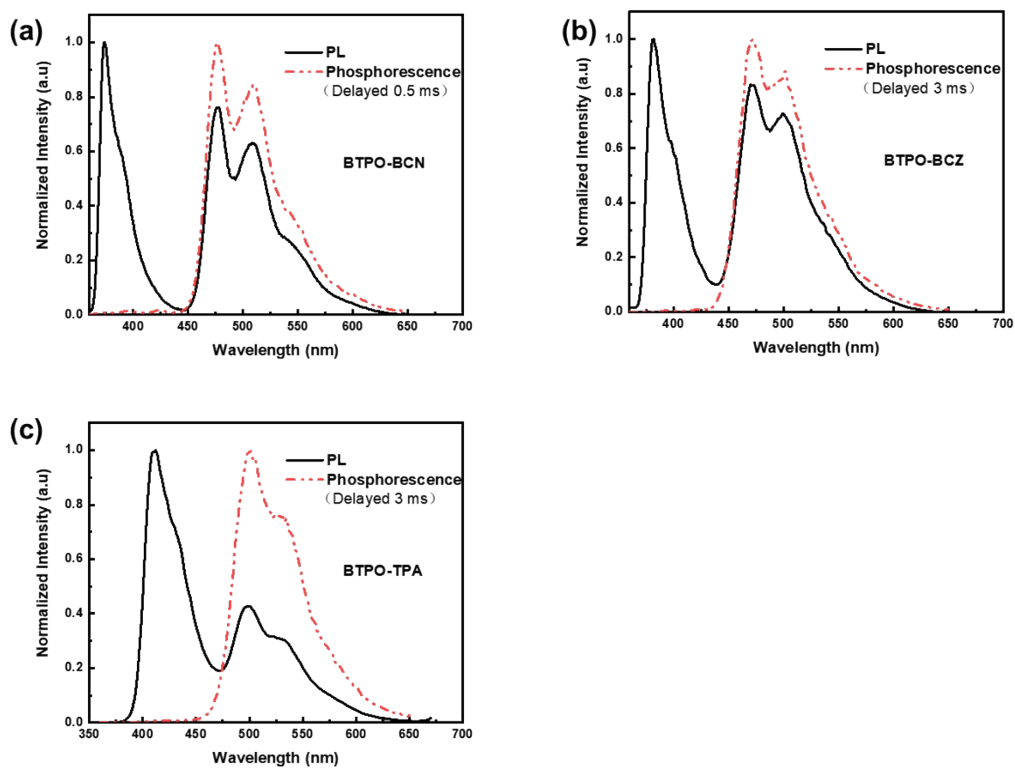 (a)
1.0
0.8
0.6
0.4
0.2
0.0
Normalized Intensity (a.u)
PL
Phosphorescence
（Delayed 0.5 ms）
BTPO-BCN
400 450 500 550 600 650 700
Wavelength (nm)
(b)
1.0
0.8
0.6
0.4
0.2
0.0
Normalized Intensity (a.u)
PL
Phosphorescence
（Delayed 3 ms）
BTPO-BCZ
400 450 500 550 600 650 700
Wavelength (nm)
(c)
1.0
0.8
0.6
0.4
0.2
0.0
Normalized Intensity (a.u)
PL
Phosphorescence
（Delayed 3 ms）
BTPO-TPA
350 400 450 500 550 600 650 700
Wavelength (nm)